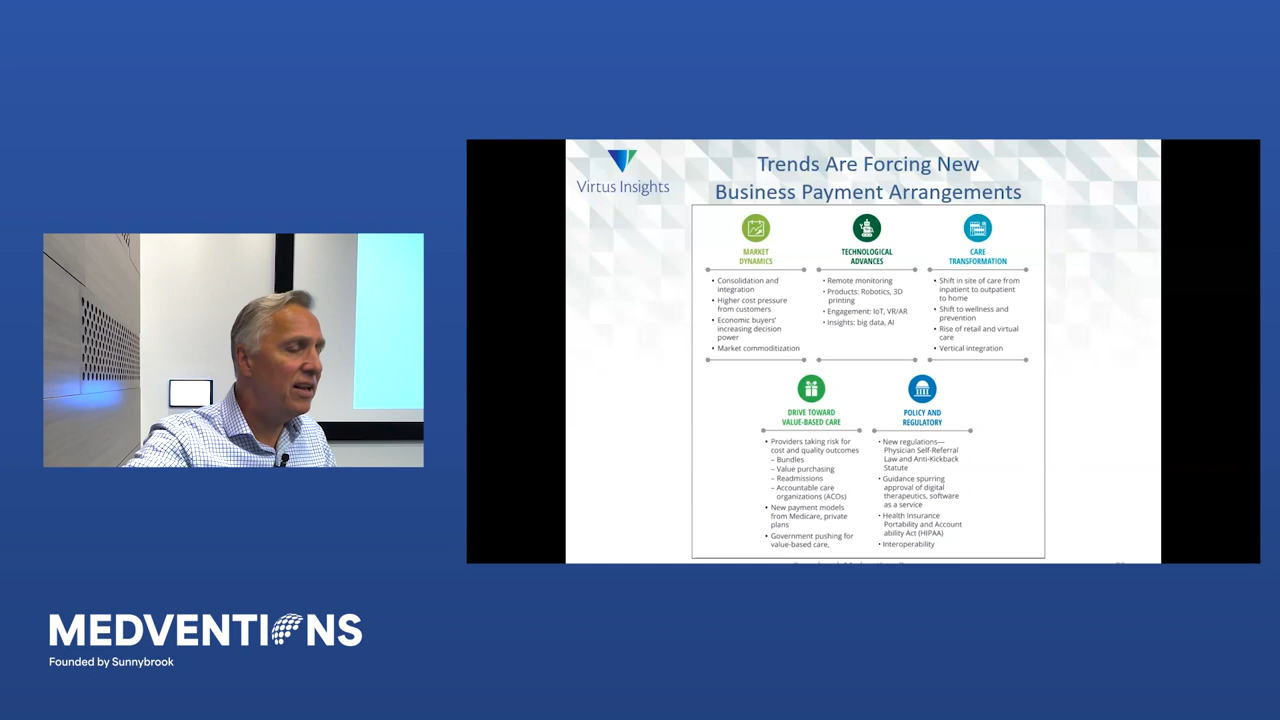 Virtus Insights
Trends Are Forcing New
Business Payment Arrangements
MARKET
DYNAMICS
• Consolidation and
integration
• Higher cost pressure
from customers
• Economic buyers'
increasing decision
power
• Market commoditization
TECHNOLOGICAL
ADVANCES
• Remote monitoring
• Products: Robotics, 3D
printing
• Engagement: IoT, VR/AR
• Insights: big data, AI
CARE
TRANSFORMATION
• Shift in site of care from
inpatient to outpatient
to home
• Shift to wellness and
prevention
• Rise of retail and virtual
care
• Vertical integration
DRIVE TOWARD
VALUE-BASED CARE
• Providers taking risk for
cost and quality outcomes
– Bundles
– Value purchasing
– Readmissions
– Accountable care
organizations (ACOs)
• New payment models
from Medicare, private
plans
• Government pushing for
value-based care,
POLICY AND
REGULATORY
• New regulations—
Physician Self-Referral
Law and Anti-Kickback
Statute
• Guidance spurring
approval of digital
therapeutics, software
as a service
• Health Insurance
Portability and Account
ability Act (HIPAA)
• Interoperability
MEDVENTIONS
Founded by Sunnybrook